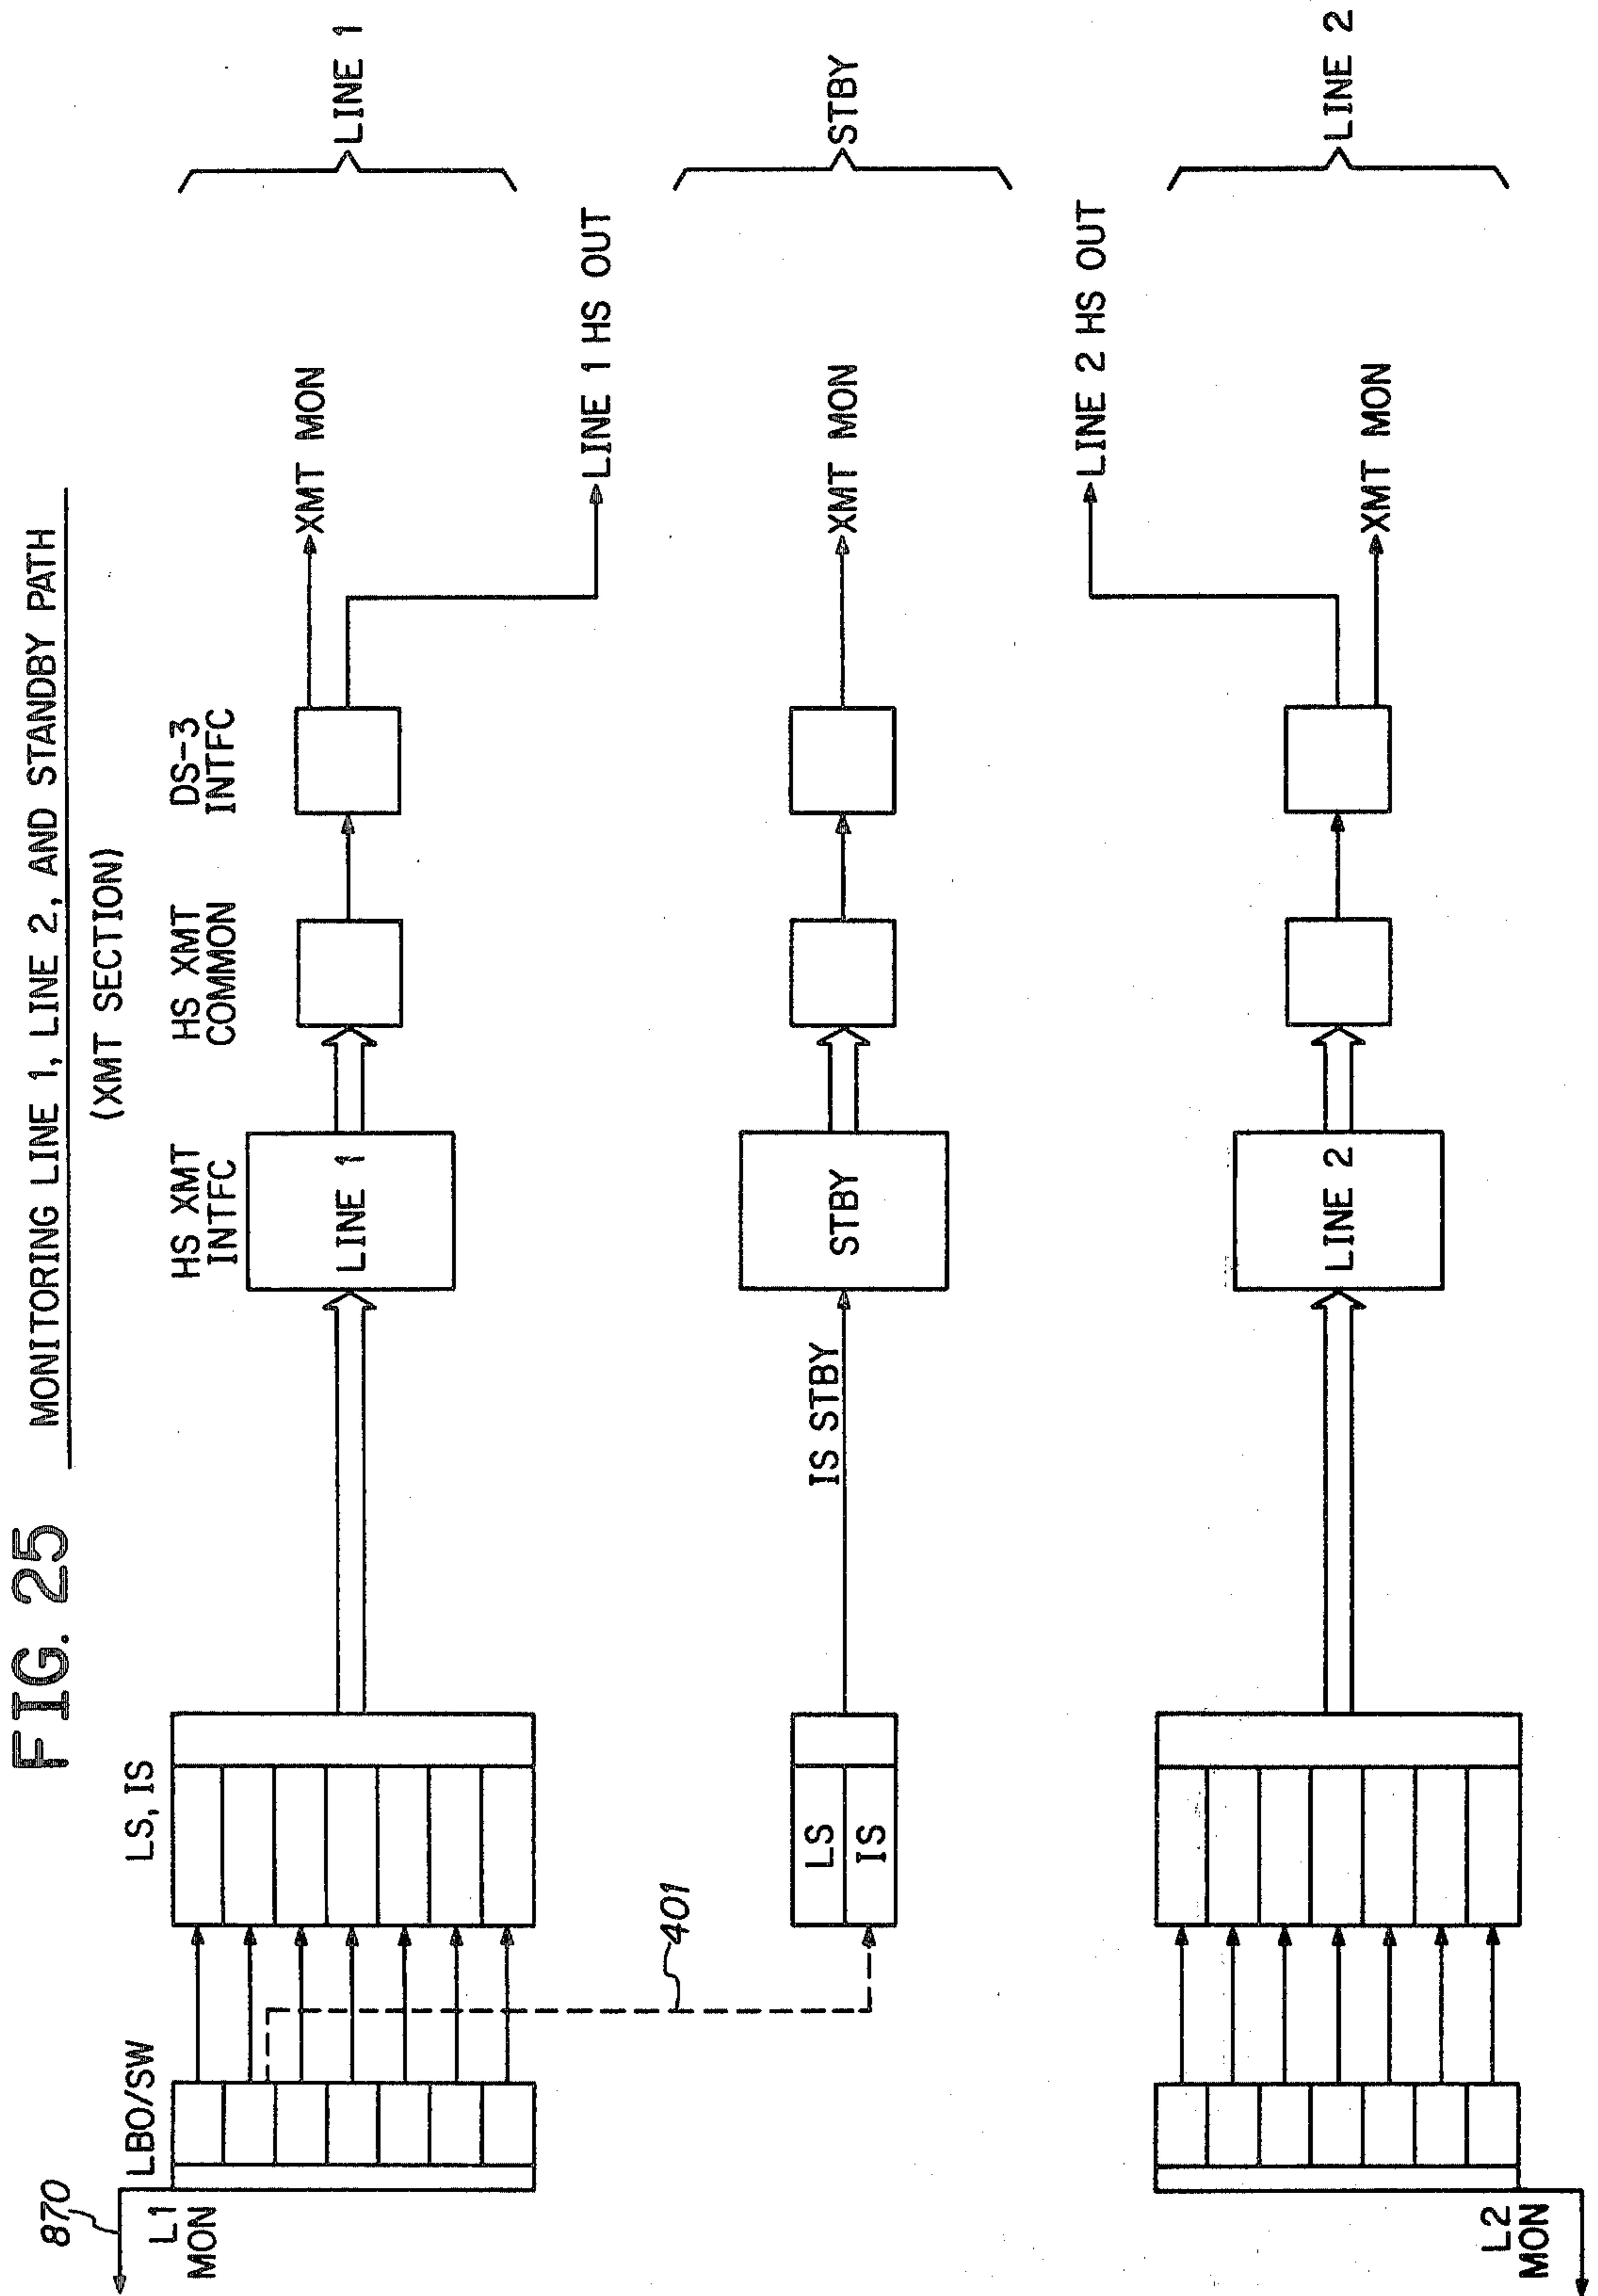 FIG. 25
MONITORING LINE 1, LINE 2, AND STANDBY PATH
(XMT SECTION)
870
L1
MON
LBO/SW
LS, IS
HS XMT
INTFC
HS XMT
COMMON
DS-3
INTFC
LINE 1
XMT MON
LINE 1
LINE 1 HS OUT
401
LS
IS
IS STBY
STBY
XMT MON
STBY
LINE 2 HS OUT
L2
MON
LINE 2
XMT MON
LINE 2